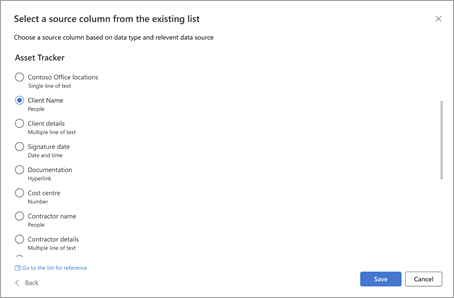 Select a source column from the existing list
Choose a source column based on data type and relevent data source
Asset Tracker
Contoso Office locations
Single line of text
Client Name
People
Client details
Multiple line of text
Signature date
Date and time
Documentation
Hyperlink
Cost centre
Number
Contractor name
People
Contractor details
Multiple line of text
Go to the list for reference
Back
Save
Cancel